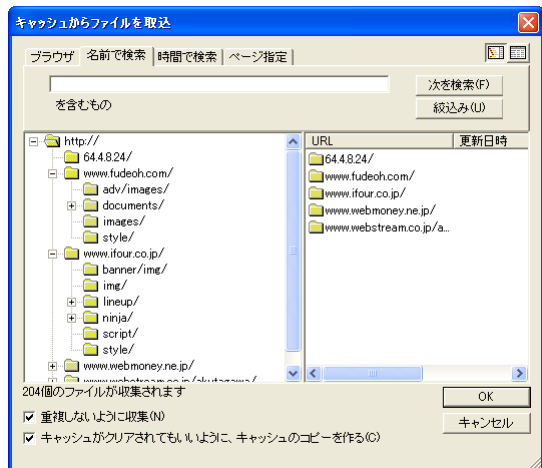 キャッシュからファイルを取込
ブラウザ 名前で検索 時間で検索 ページ指定
次を検索(F)
を含むもの
絞込み(U)
http://
64.4.8.24/
www.fudeoh.com/
adv/images/
documents/
images/
style/
www.ifour.co.jp/
banner/img/
img/
lineup/
ninja/
script/
style/
www.webmoney.ne.jp/
www.webstream.co.jp/akutagawa/
URL 更新日時
64.4.8.24/
www.fudeoh.com/
www.ifour.co.jp/
www.webmoney.ne.jp/
www.webstream.co.jp/a...
204個のファイルが収集されます
OK
重複しないように収集(N)
キャンセル
キャッシュがクリアされてもいいように、キャッシュのコピーを作る(C)